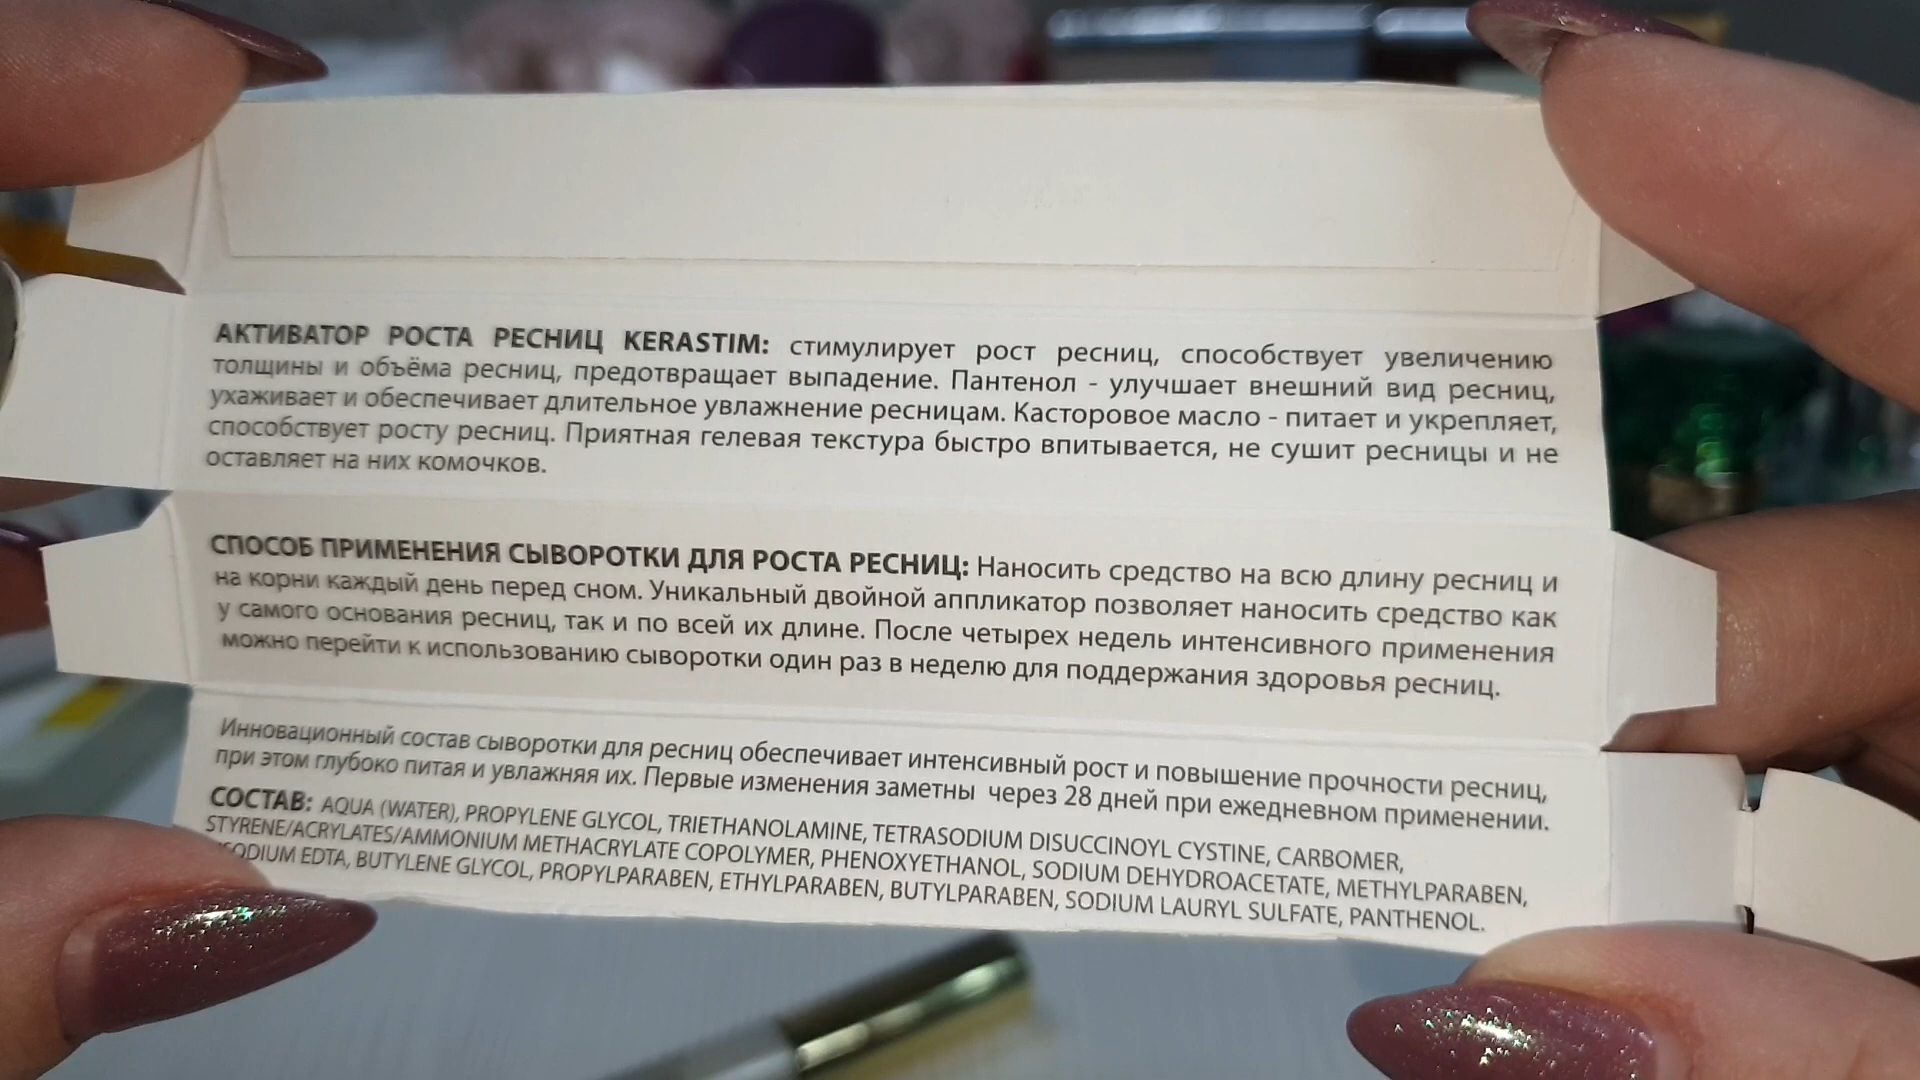 АКТИВАТОР РОСТА РЕСНИЦ KERASTIM: стимулирует рост ресниц, способствует увеличению
толщины и объёма ресниц, предотвращает выпадение. Пантенол - улучшает внешний вид ресниц,
ухаживает и обеспечивает длительное увлажнение ресницам. Касторовое масло - питает и укрепляет,
способствует росту ресниц. Приятная гелевая текстура быстро впитывается, не сушит ресницы и не
оставляет на них комочков.
СПОСОБ ПРИМЕНЕНИЯ СЫВОРОТКИ ДЛЯ РОСТА РЕСНИЦ: Наносить средство на всю длину ресниц и
на корни каждый день перед сном. Уникальный двойной аппликатор позволяет наносить средство как
у самого основания ресниц, так и по всей их длине. После четырех недель интенсивного применения
можно перейти к использованию сыворотки один раз в неделю для поддержания здоровья ресниц.
Инновационный состав сыворотки для ресниц обеспечивает интенсивный рост и повышение прочности ресниц,
при этом глубоко питая и увлажняя их. Первые изменения заметны через 28 дней при ежедневном применении.
СОСТАВ: AQUA (WATER), PROPYLENE GLYCOL, TRIETHANOLAMINE, TETRASODIUM DISUCCINOYL CYSTINE, CARBOMER,
STYRENE/ACRYLATES/AMMONIUM METHACRYLATE COPOLYMER, PHENOXYETHANOL, SODIUM DEHYDROACETATE, METHYLPARABEN,
EDTA, BUTYLENE GLYCOL, PROPYLPARABEN, ETHYLPARABEN, BUTYLPARABEN, SODIUM LAURYL SULFATE, PANTHENOL.